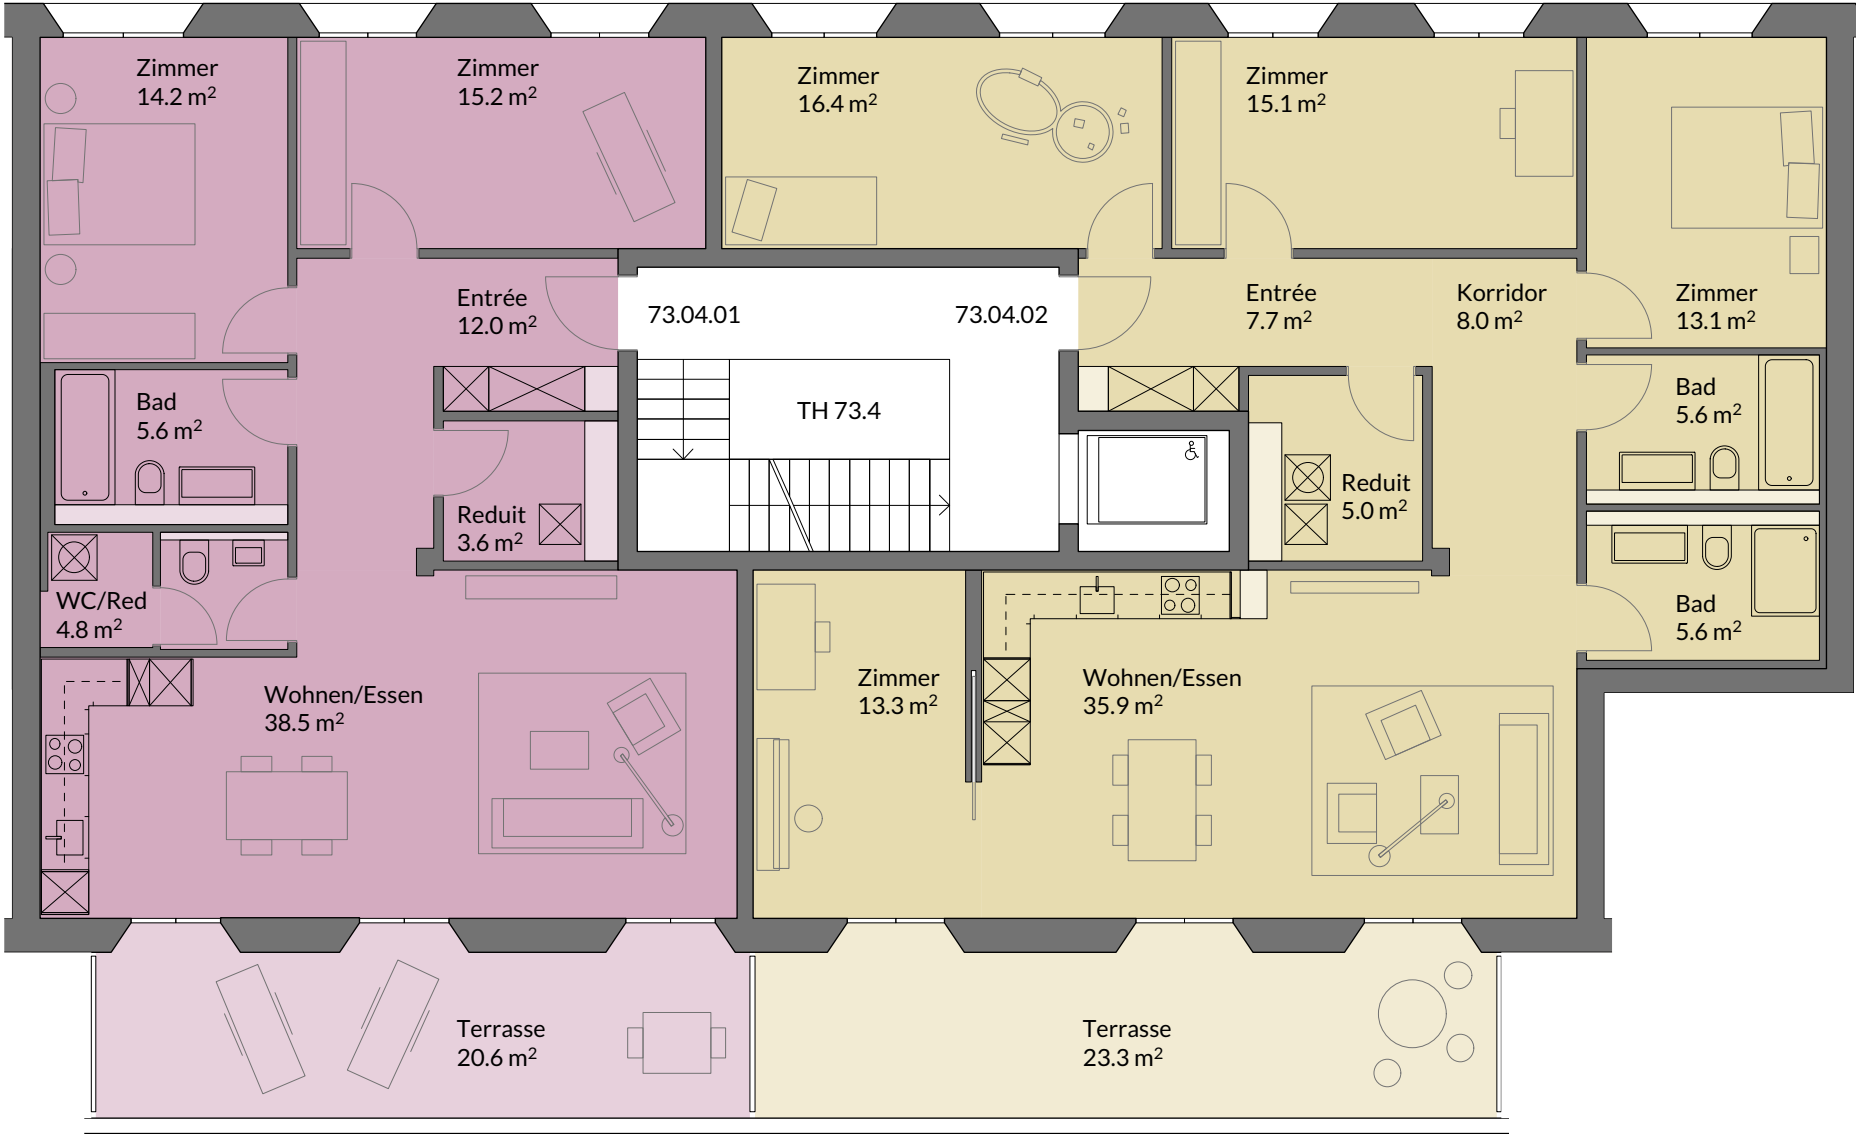 Zimmer
14.2 m²
Zimmer
15.2 m²
Zimmer
16.4 m²
Zimmer
15.1 m²
Entrée
12.0 m²
73.04.01
73.04.02
Entrée
7.7 m²
Korridor
8.0 m²
Zimmer
13.1 m²
Bad
5.6 m²
TH 73.4
Bad
5.6 m²
Reduit
3.6 m²
Reduit
5.0 m²
WC/Red
4.8 m²
Bad
5.6 m²
Wohnen/Essen
38.5 m²
Zimmer
13.3 m²
Wohnen/Essen
35.9 m²
Terrasse
20.6 m²
Terrasse
23.3 m²